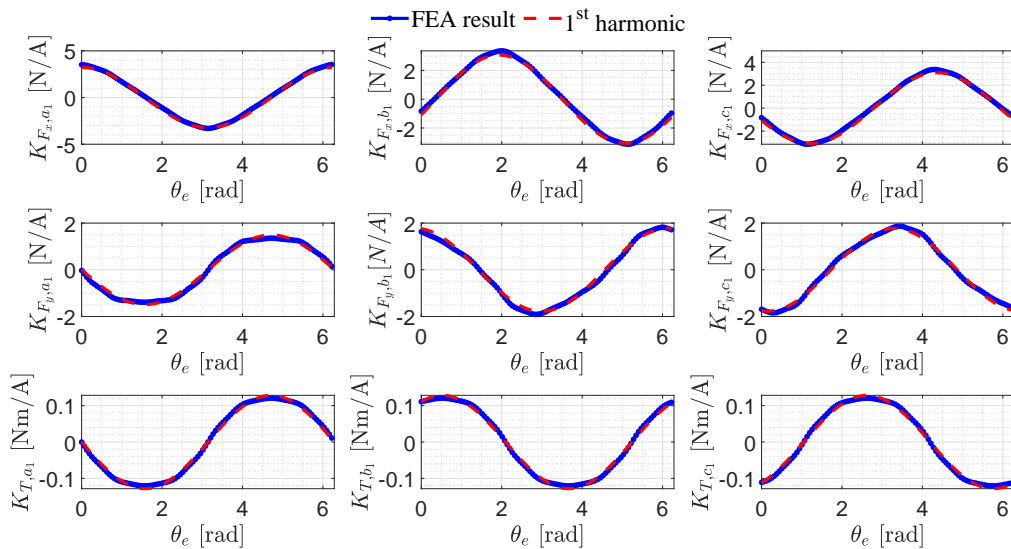 FEA result 1st harmonic
K_{F_x,a_1} [N/A]
5
0
-5
0 2 4 6
θ_e [rad]
K_{F_x,b_1} [N/A]
2
0
-2
0 2 4 6
θ_e [rad]
K_{F_x,c_1} [N/A]
4
2
0
-2
0 2 4 6
θ_e [rad]
K_{F_y,a_1} [N/A]
2
0
-2
0 2 4 6
θ_e [rad]
K_{F_y,b_1} [N/A]
2
0
-2
0 2 4 6
θ_e [rad]
K_{F_y,c_1} [N/A]
2
0
-2
0 2 4 6
θ_e [rad]
K_{T,a_1} [Nm/A]
0.1
0
-0.1
0 2 4 6
θ_e [rad]
K_{T,b_1} [Nm/A]
0.1
0
-0.1
0 2 4 6
θ_e [rad]
K_{T,c_1} [Nm/A]
0.1
0
-0.1
0 2 4 6
θ_e [rad]